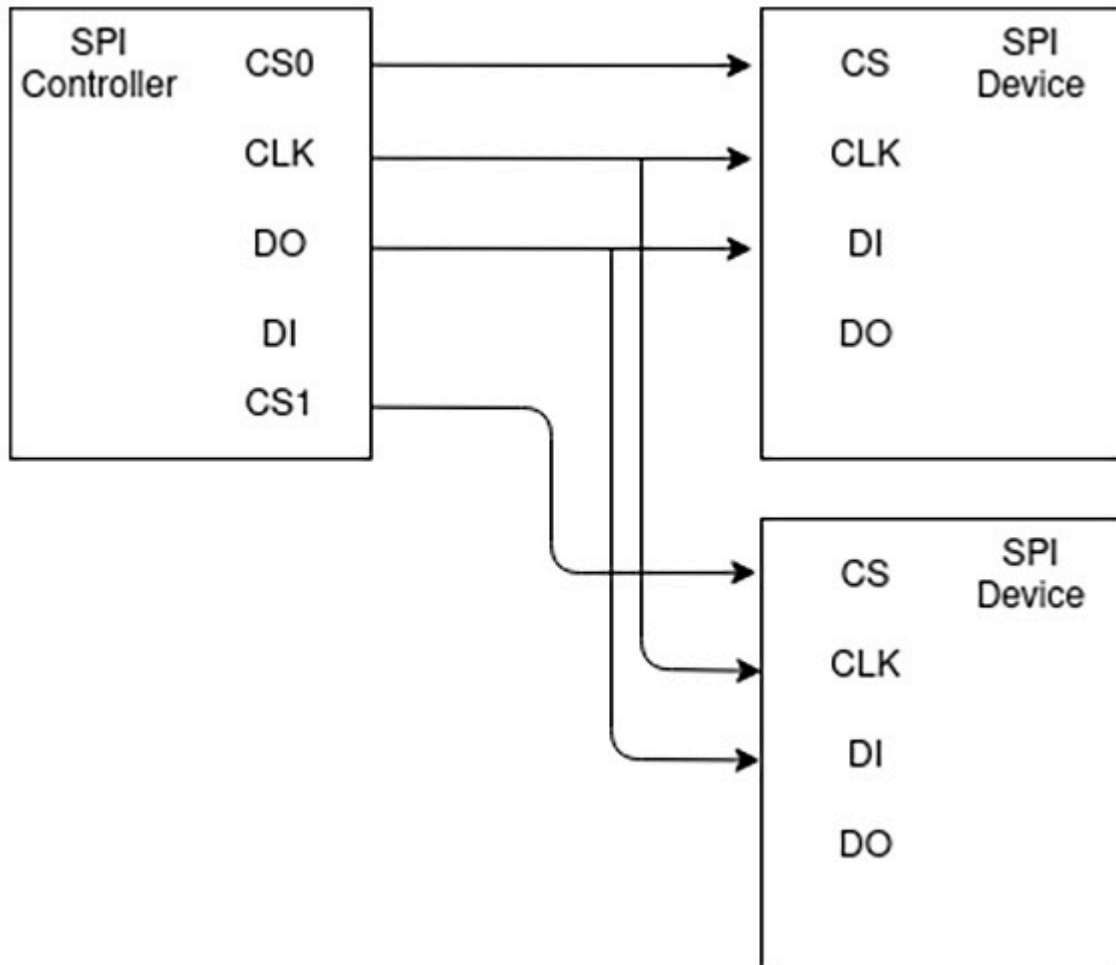 SPI
Controller
CS0
CLK
DO
DI
CS1
CS
CLK
DI
DO
SPI
Device
CS
CLK
DI
DO
SPI
Device